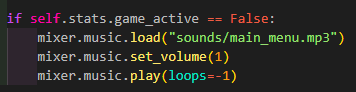 if self.stats.game_active == False:
    mixer.music.load("sounds/main_menu.mp3")
    mixer.music.set_volume(1)
    mixer.music.play(loops=-1)